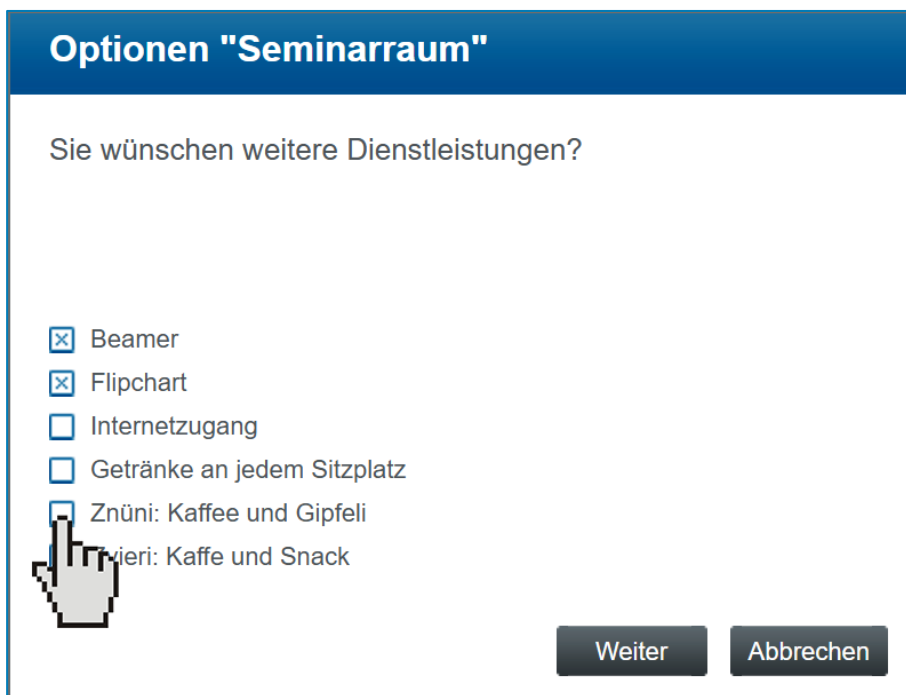 Optionen "Seminarraum"
Sie wünschen weitere Dienstleistungen?
Beamer
Flipchart
Internetzugang
Getränke an jedem Sitzplatz
Znüni: Kaffee und Gipfeli
Zvieri: Kaffe und Snack
Weiter
Abbrechen